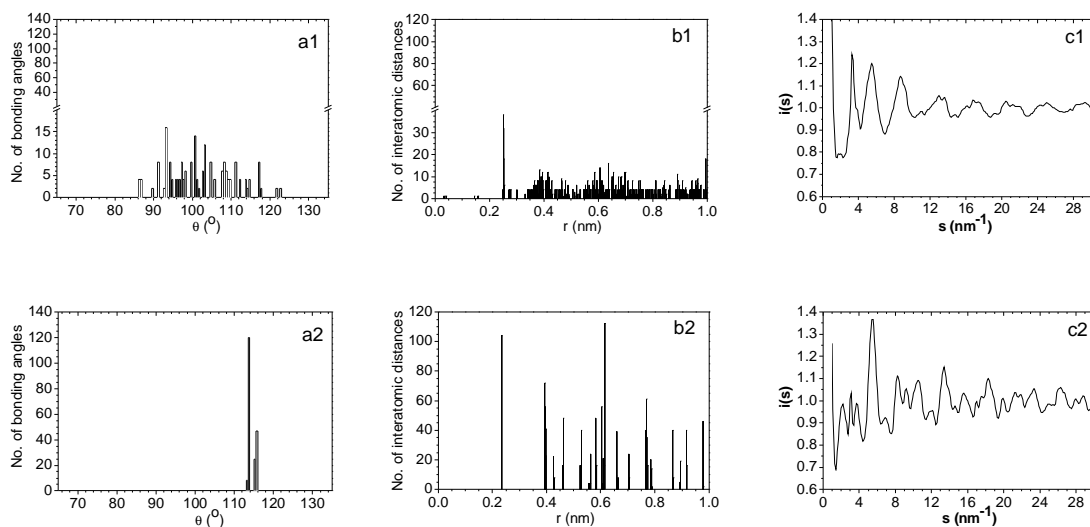 a1
No. of bonding angles
140
120
100
80
60
40
15
10
5
0
70 80 90 100 110 120 130
θ (o)
b1
No. of interatomic distances
120
100
80
60
30
20
10
0
0.0 0.2 0.4 0.6 0.8 1.0
r (nm)
c1
i(s)
1.4
1.3
1.2
1.1
1.0
0.9
0.8
0.7
0.6
0 4 8 12 16 20 24 28
s (nm-1)
a2
No. of bonding angles
140
120
100
80
60
40
20
0
70 80 90 100 110 120 130
θ (o)
b2
No. of interatomic distances
120
100
80
60
40
20
0
0.0 0.2 0.4 0.6 0.8 1.0
r (nm)
c2
i(s)
1.4
1.3
1.2
1.1
1.0
0.9
0.8
0.7
0.6
0 4 8 12 16 20 24 28
s (nm-1)